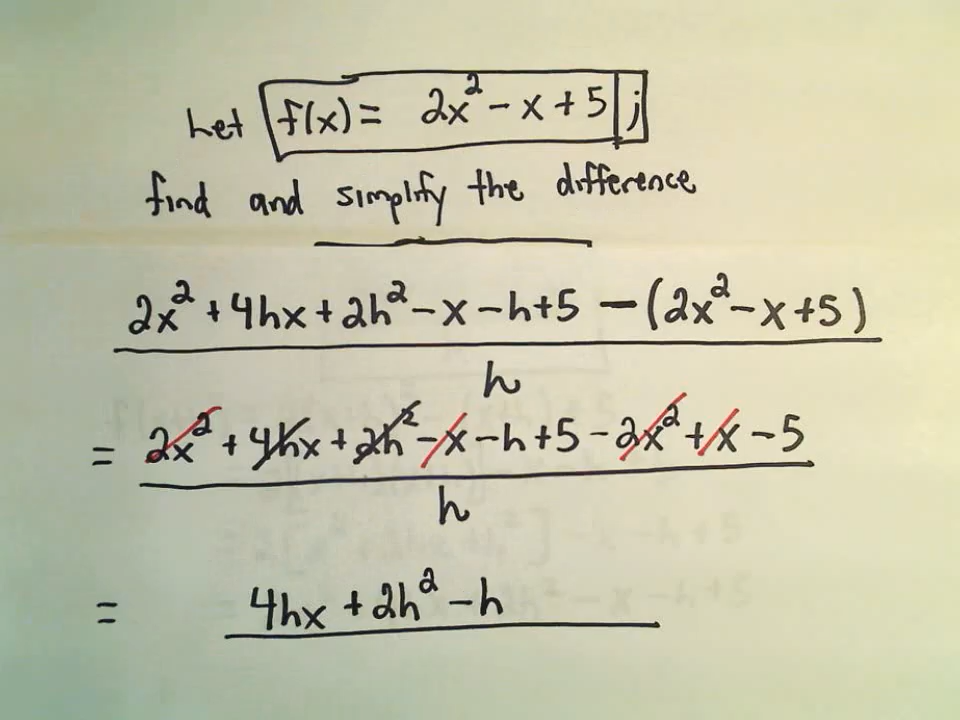 Let f(x) = 2x² - x + 5 ;
find and simplify the difference
2x² + 4hx + 2h² - x - h + 5 - (2x² - x + 5)
h
= 2x² + 4hx + 2h² - x - h + 5 - 2x² + x - 5
h
= 4hx + 2h² - h